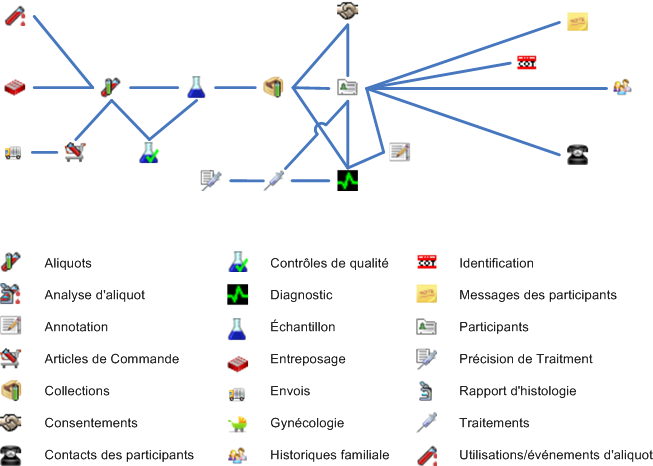 Aliquots
Contrôles de qualité
Identification
Analyse d'aliquot
Diagnostic
Messages des participants
Annotation
Échantillon
Participants
Articles de Commande
Entreposage
Précision de Traitment
Collections
Envois
Rapport d'histologie
Consentements
Gynécologie
Traitements
Contacts des participants
Historiques familiale
Utilisations/événements d'aliquot